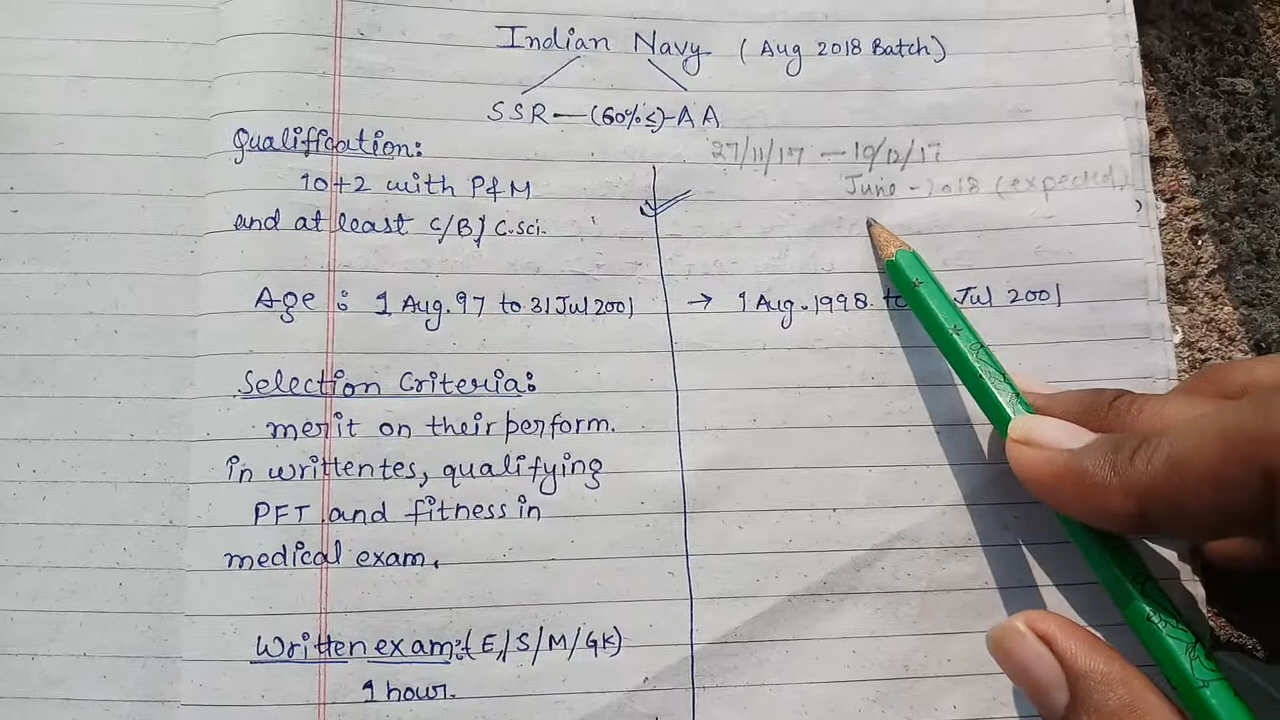 Indian Navy (Aug 2018 Batch)
SSR — (60% ≤) - AA
27/11/17 — 10/12/17
June - 2018 (expected)
Qualification:
10+2 with P&M
and at least C/B/ C.sci.
Age : 1 Aug. 97 to 31 Jul 2001 → 1 Aug. 1998. to Jul 2001
Selection Criteria:
merit on their perform.
in written tes, qualifying
PFT and fitness in
medical exam.
Written exam: (E/S/M/GK)
1 hour.